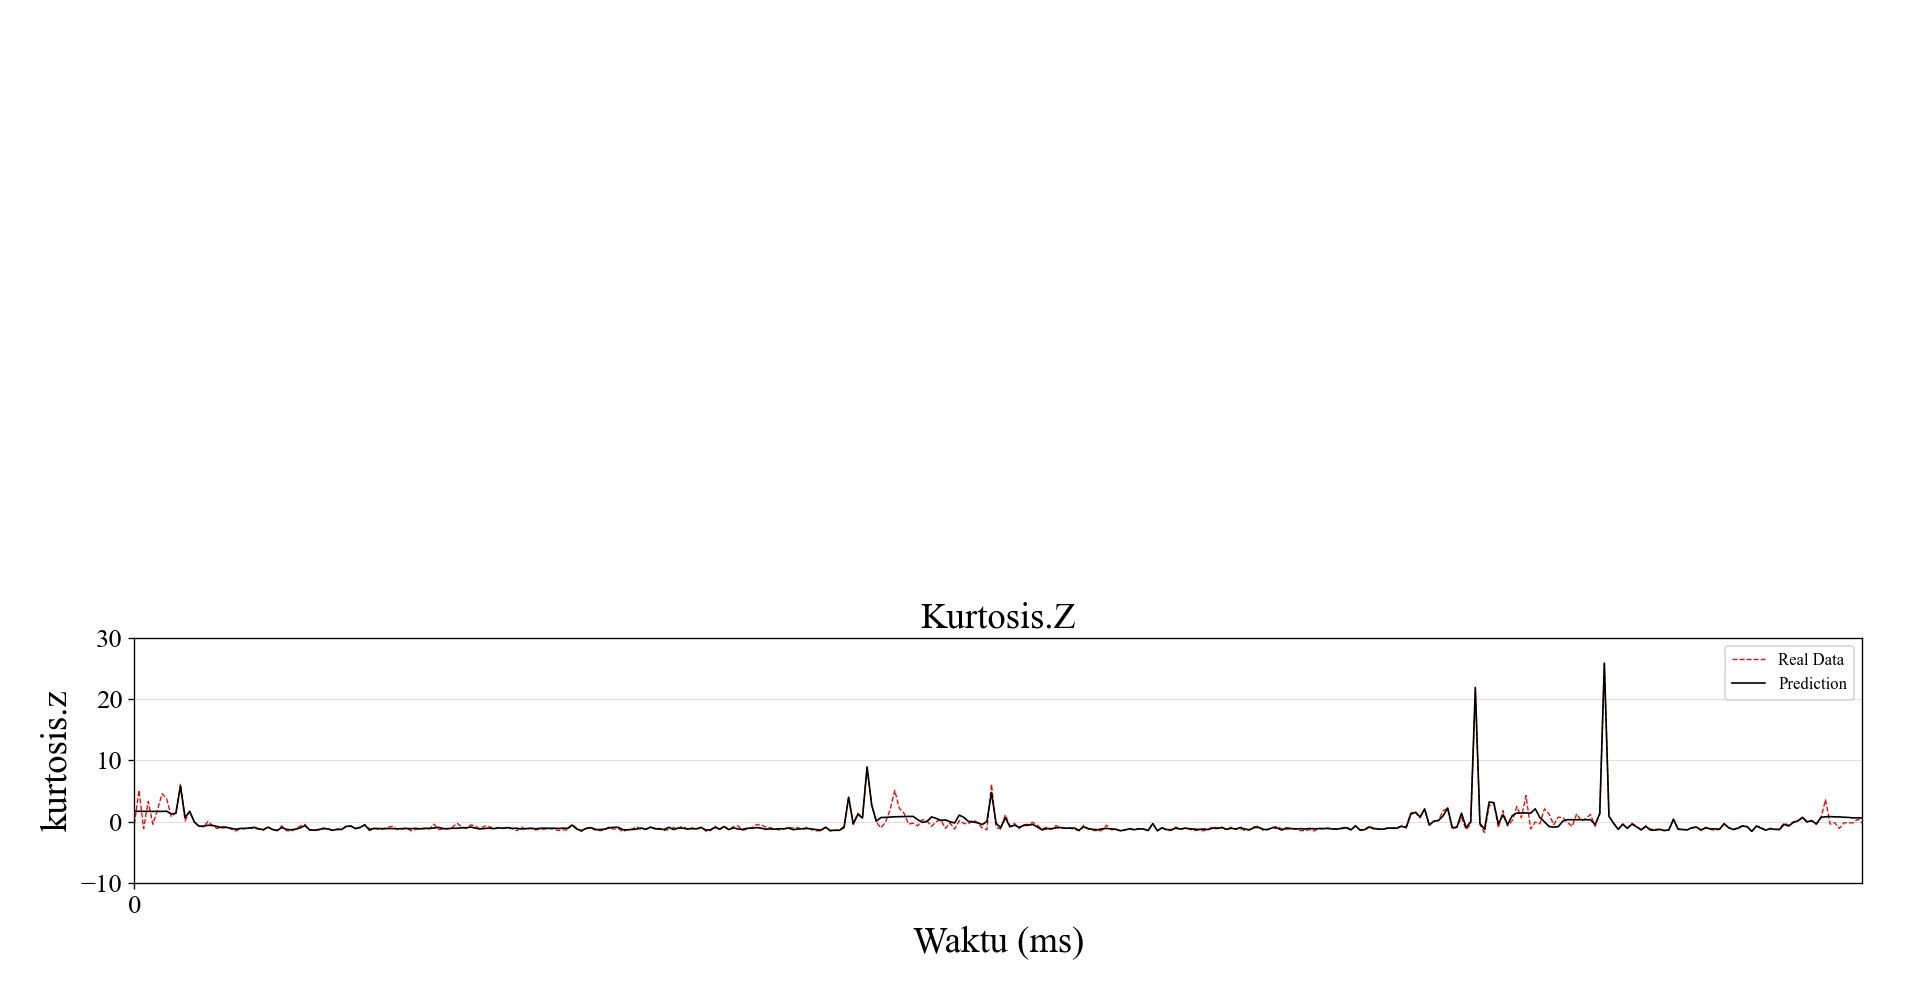 Kurtosis.Z
30
20
10
0
−10
kurtosis.z
Real Data
Prediction
0
Waktu (ms)